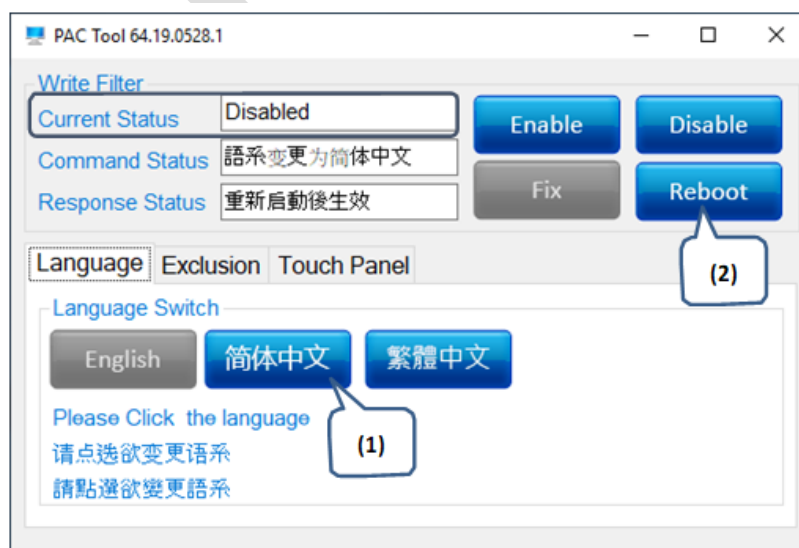 PAC Tool 64.19.0528.1
Write Filter
Current Status Disabled Enable Disable
Command Status 語系变更为简体中文
Response Status 重新启動後生效 Fix Reboot
(2)
Language Exclusion Touch Panel
Language Switch
English 简体中文 繁體中文
Please Click the language
(1)
请点选欲变更语系
請點選欲變更語系